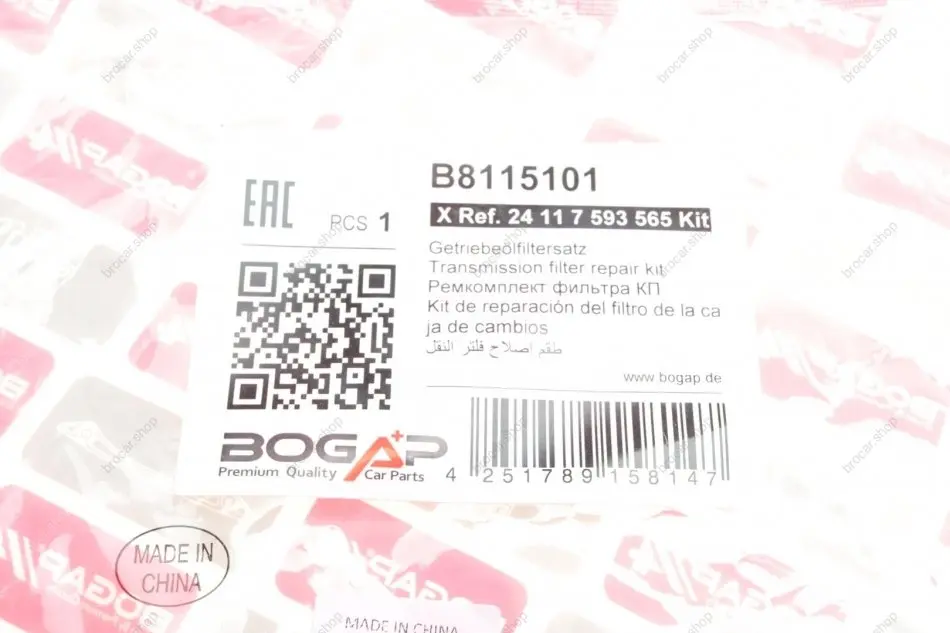 B8115101
EAC
PCS 1
X Ref. 24 11 7 593 565 Kit
Getriebeölfiltersatz
Transmission filter repair kit
Ремкомплект фильтра КП
Kit de reparación del filtro de la ca
ja de cambios
طقم اصلاح فلتر النقل
www.bogap.de
BOGAP
Premium Quality Car Parts
4 251789 158147
MADE IN
CHINA
MADE IN CHINA
brocar.shop